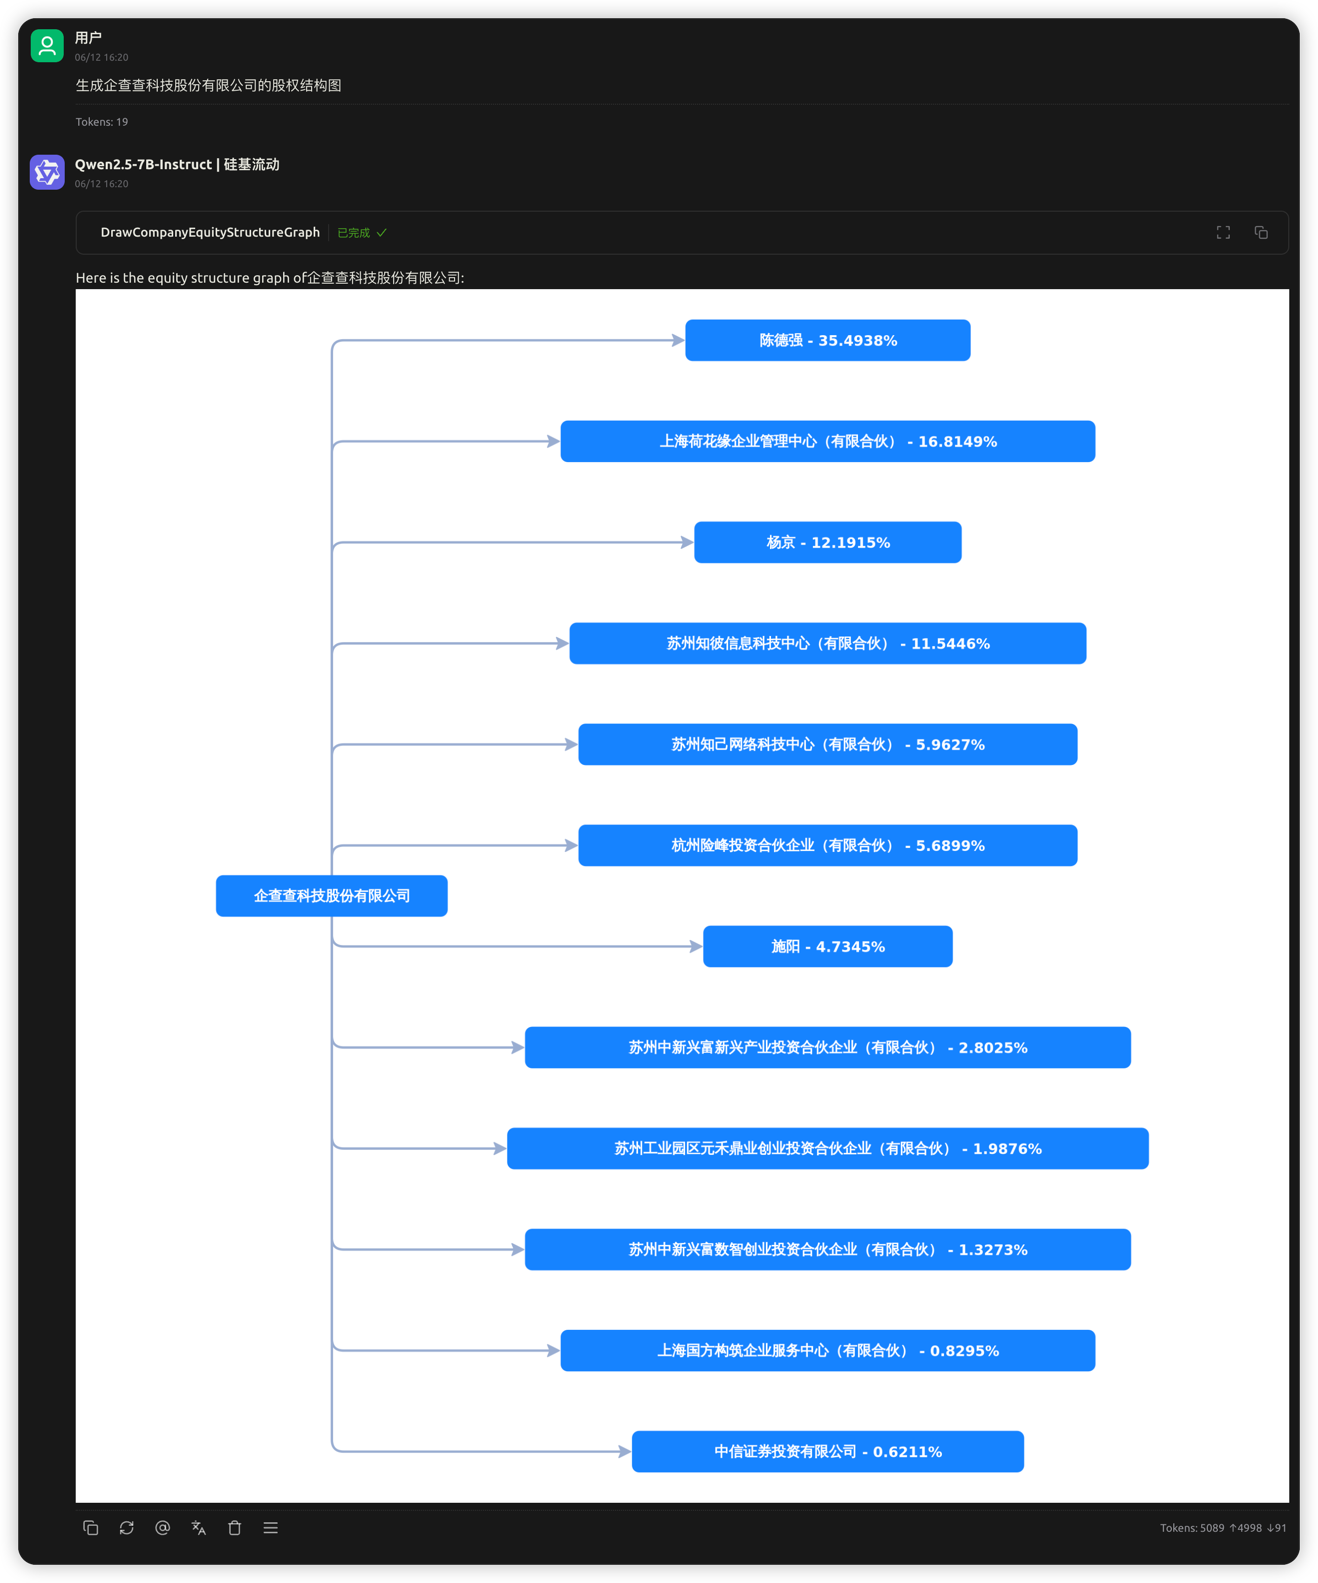 用户
06/12 16:20
生成企查查科技股份有限公司的股权结构图
Tokens: 19
Qwen2.5-7B-Instruct | 硅基流动
06/12 16:20
DrawCompanyEquityStructureGraph
已完成
Here is the equity structure graph of企查查科技股份有限公司:
陈德强 - 35.4938%
上海荷花缘企业管理中心（有限合伙） - 16.8149%
杨京 - 12.1915%
苏州知彼信息科技中心（有限合伙） - 11.5446%
苏州知己网络科技中心（有限合伙） - 5.9627%
杭州险峰投资合伙企业（有限合伙） - 5.6899%
企查查科技股份有限公司
施阳 - 4.7345%
苏州中新兴富新兴产业投资合伙企业（有限合伙） - 2.8025%
苏州工业园区元禾鼎业创业投资合伙企业（有限合伙） - 1.9876%
苏州中新兴富数智创业投资合伙企业（有限合伙） - 1.3273%
上海国方构筑企业服务中心（有限合伙） - 0.8295%
中信证券投资有限公司 - 0.6211%
Tokens: 5089 ↑4998 ↓91